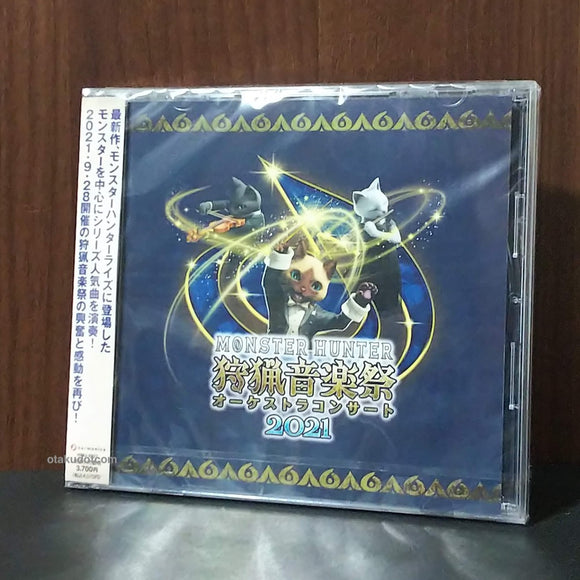 最新作、モンスターハンターライズに登場した
モンスターを中心にシリーズ人気曲を演奏！
2021・9・28開催の狩猟音楽祭の興奮と感動を再び！
MONSTER HUNTER
狩猟音楽祭
オーケストラコンサート
2021
otakudotcom
3,700円